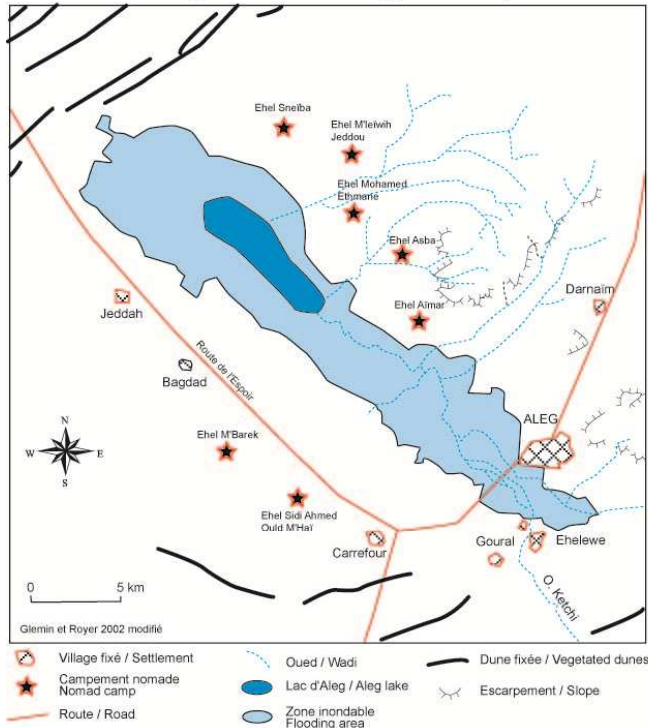 Ehel Sneïba
Ehel M'leïwih
Jeddou
Ehel Mohamed
Ethmane
Ehel Asba
Ehel Aïmar
Darnaïm
Jeddah
Route de l'Espoir
Bagdad
ALEG
N
W E
S
Ehel M'Barek
Ehel Sidi Ahmed
Ould M'Haï
Carrefour
Goural
Ehelewe
O. Ketchi
0 5 km
Glemin et Royer 2002 modifié
Village fixé / Settlement
Campement nomade
Nomad camp
Route / Road
Oued / Wadi
Lac d'Aleg / Aleg lake
Zone inondable
Flooding area
Dune fixée / Vegetated dunes
Escarpement / Slope